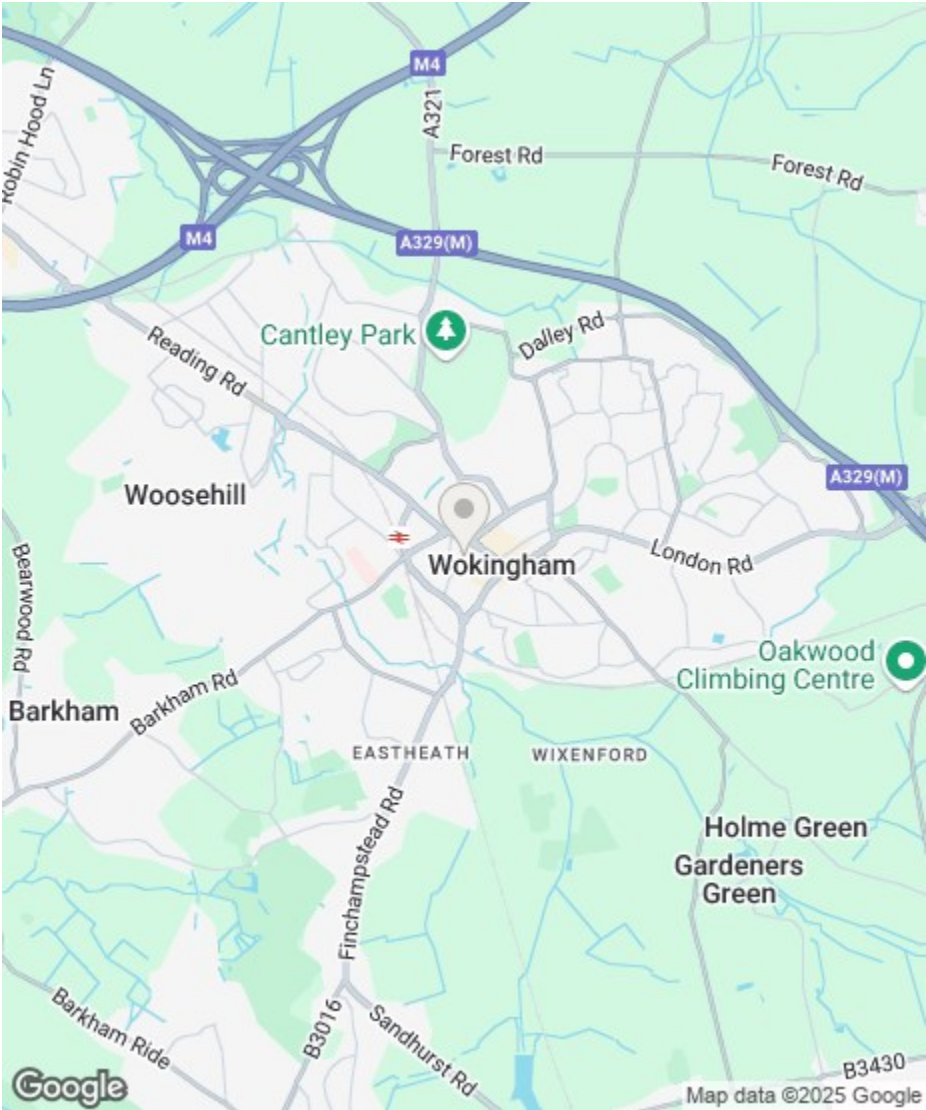 M4
Robin Hood Ln
A321
Forest Rd
Forest Rd
M4
A329(M)
Cantley Park
Dalley Rd
Reading Rd
A329(M)
Woosehill
Wokingham
London Rd
Bearwood Rd
Oakwood
Climbing Centre
Barkham Rd
Barkham
EASTHEATH
WIXENFORD
Finchampstead Rd
Holme Green
Gardeners
Green
Barkham Ride
B3016
Sandhurst Rd
B3430
Google
Map data ©2025 Google